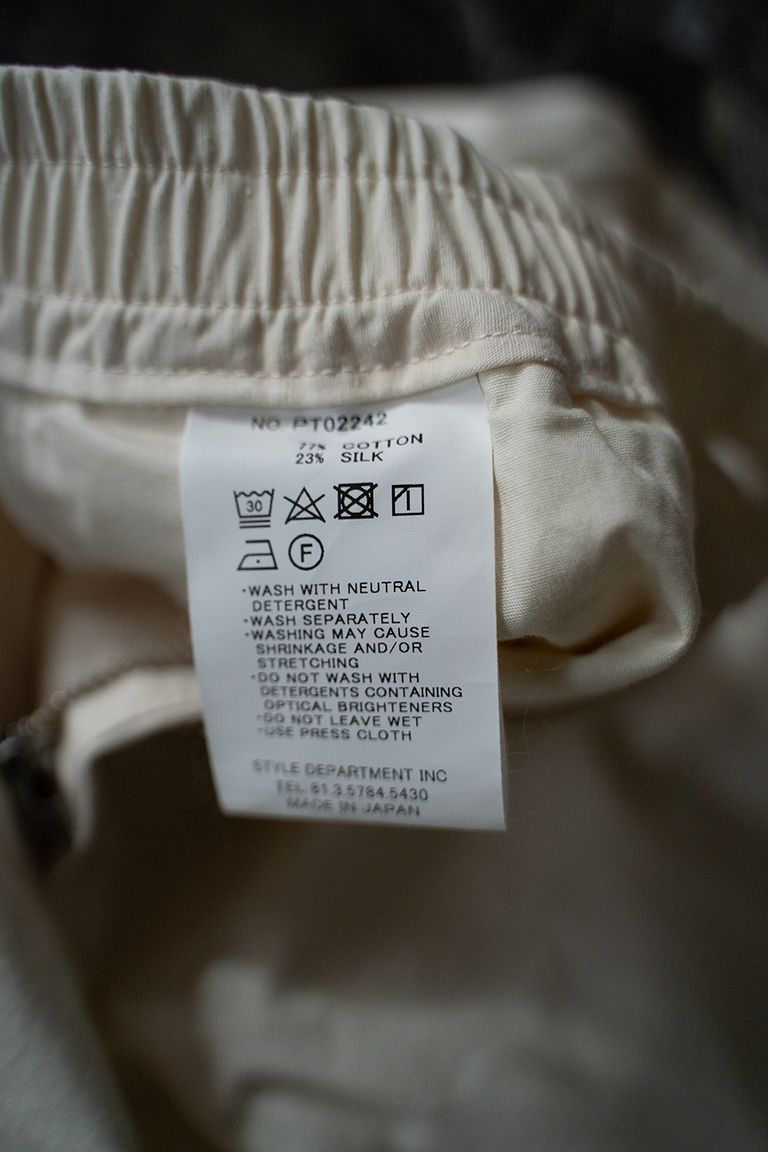 NO. PT02242
77% COTTON
23% SILK
30
F
·WASH WITH NEUTRAL
DETERGENT
·WASH SEPARATELY
·WASHING MAY CAUSE
SHRINKAGE AND/OR
STRETCHING
·DO NOT WASH WITH
DETERGENTS CONTAINING
OPTICAL BRIGHTENERS
·DO NOT LEAVE WET
·USE PRESS CLOTH
STYLE DEPARTMENT INC
TEL 81.3.5784.5430
MADE IN JAPAN